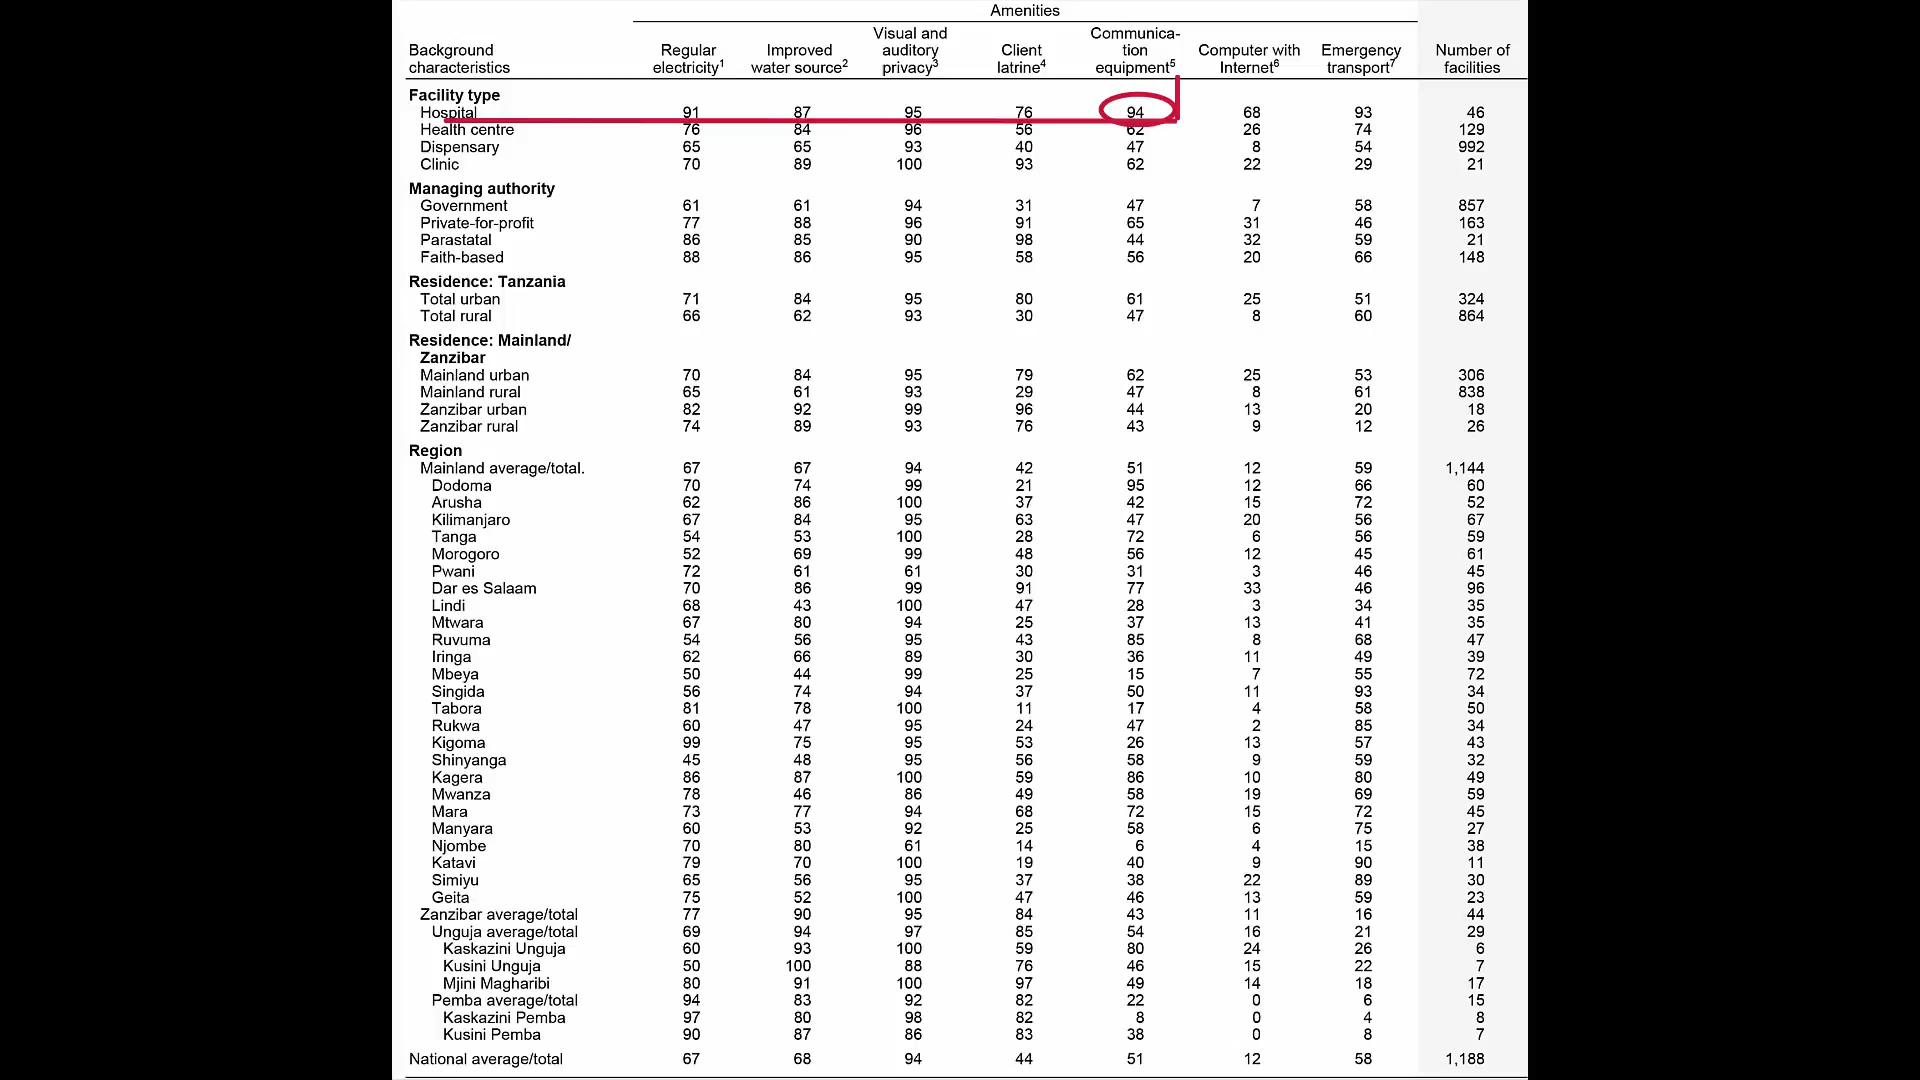 Amenities
Background characteristics Regular electricity1 Improved water source2 Visual and auditory privacy3 Client latrine4 Communica-tion equipment5 Computer with Internet6 Emergency transport7 Number of facilities
Facility type
Hospital 91 87 95 76 94 68 93 46
Health centre 76 84 96 56 62 26 74 129
Dispensary 65 65 93 40 47 8 54 992
Clinic 70 89 100 93 62 22 29 21
Managing authority
Government 61 61 94 31 47 7 58 857
Private-for-profit 77 88 96 91 65 31 46 163
Parastatal 86 85 90 98 44 32 59 21
Faith-based 88 86 95 58 56 20 66 148
Residence: Tanzania
Total urban 71 84 95 80 61 25 51 324
Total rural 66 62 93 30 47 8 60 864
Residence: Mainland/
Zanzibar
Mainland urban 70 84 95 79 62 25 53 306
Mainland rural 65 61 93 29 47 8 61 838
Zanzibar urban 82 92 99 96 44 13 20 18
Zanzibar rural 74 89 93 76 43 9 12 26
Region
Mainland average/total. 67 67 94 42 51 12 59 1,144
Dodoma 70 74 99 21 95 12 66 60
Arusha 62 86 100 37 42 15 72 52
Kilimanjaro 67 84 95 63 47 20 56 67
Tanga 54 53 100 28 72 6 56 59
Morogoro 52 69 99 48 56 12 45 61
Pwani 72 61 61 30 31 3 46 45
Dar es Salaam 70 86 99 91 77 33 46 96
Lindi 68 43 100 47 28 3 34 35
Mtwara 67 80 94 25 37 13 41 35
Ruvuma 54 56 95 43 85 8 68 47
Iringa 62 66 89 30 36 11 49 39
Mbeya 50 44 99 25 15 7 55 72
Singida 56 74 94 37 50 11 93 34
Tabora 81 78 100 11 17 4 58 50
Rukwa 60 47 95 24 47 2 85 34
Kigoma 99 75 95 53 26 13 57 43
Shinyanga 45 48 95 56 58 9 59 32
Kagera 86 87 100 59 86 10 80 49
Mwanza 78 46 86 49 58 19 69 59
Mara 73 77 94 68 72 15 72 45
Manyara 60 53 92 25 58 6 75 27
Njombe 70 80 61 14 6 4 15 38
Katavi 79 70 100 19 40 9 90 11
Simiyu 65 56 95 37 38 22 89 30
Geita 75 52 100 47 46 13 59 23
Zanzibar average/total 77 90 95 84 43 11 16 44
Unguja average/total 69 94 97 85 54 16 21 29
Kaskazini Unguja 60 93 100 59 80 24 26 6
Kusini Unguja 50 100 88 76 46 15 22 7
Mjini Magharibi 80 91 100 97 49 14 18 17
Pemba average/total 94 83 92 82 22 0 6 15
Kaskazini Pemba 97 80 98 82 8 0 4 8
Kusini Pemba 90 87 86 83 38 0 8 7
National average/total 67 68 94 44 51 12 58 1,188